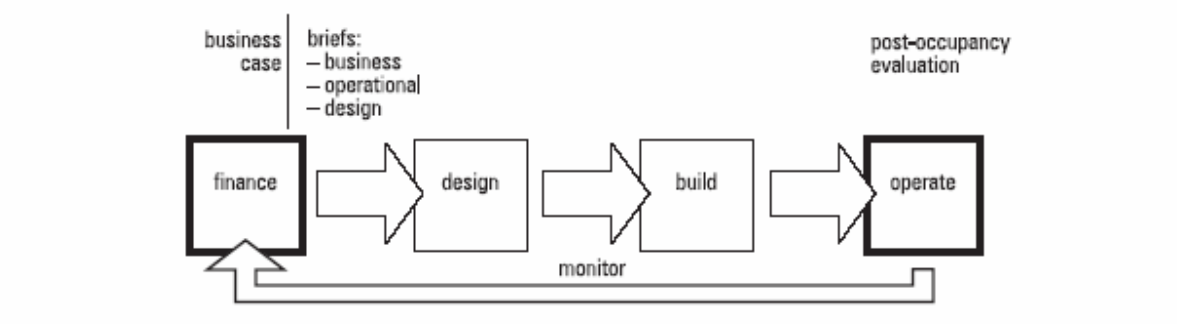 business
case
briefs:
– business
– operational
– design
post-occupancy
evaluation
finance
design
build
operate
monitor